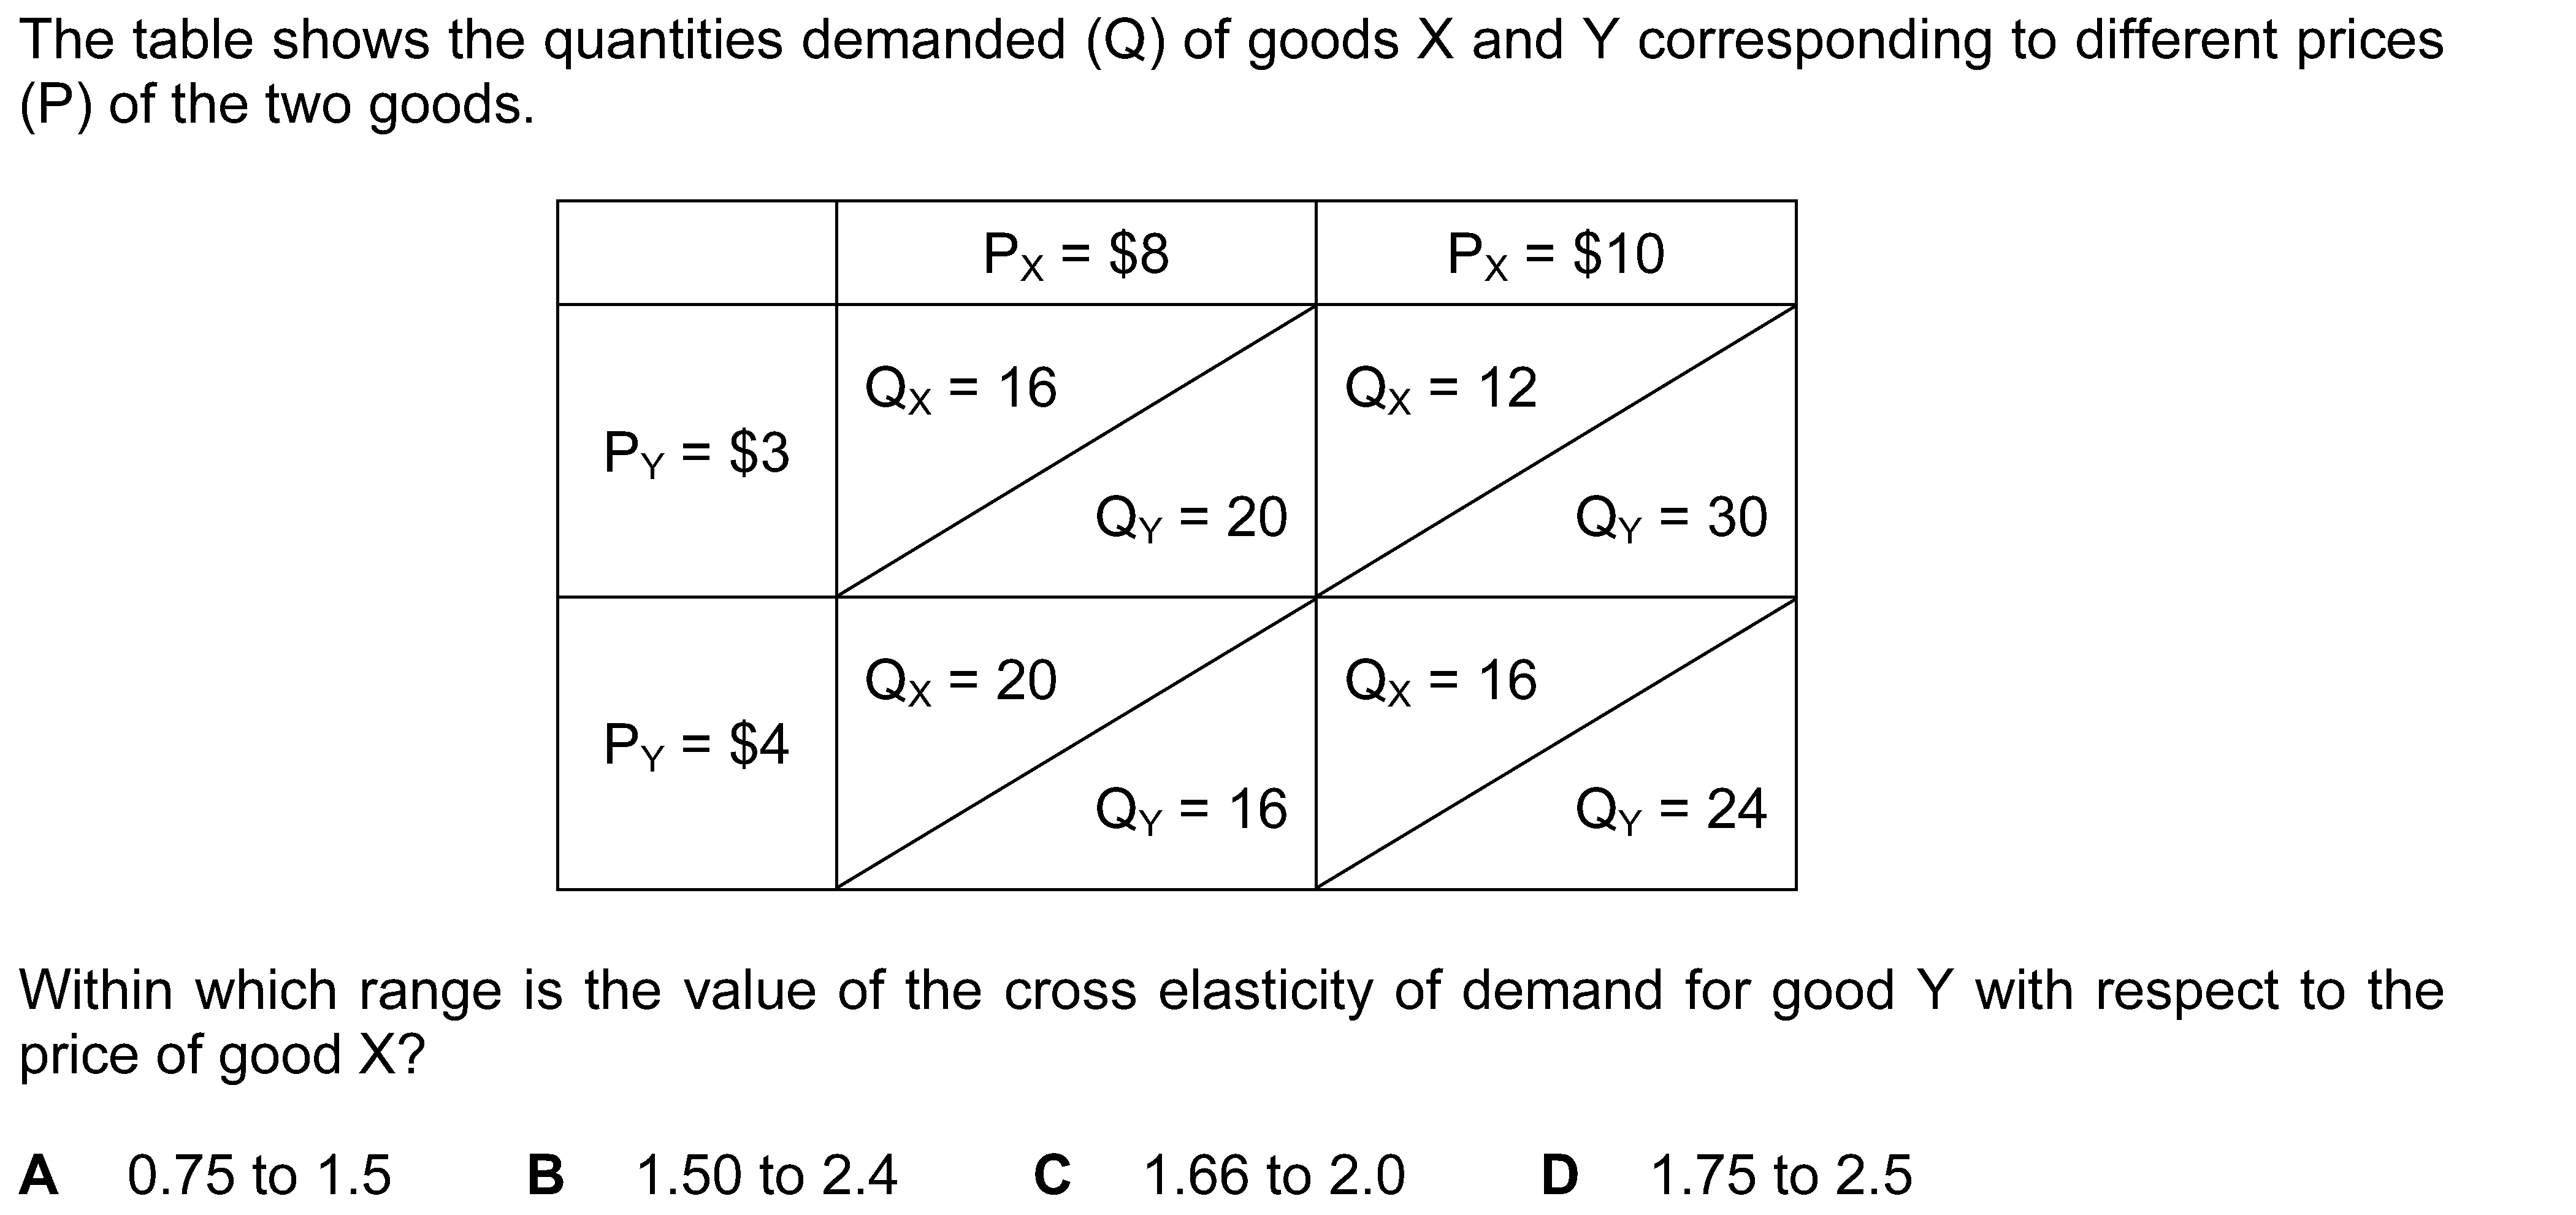 The table shows the quantities demanded (Q) of goods X and Y corresponding to different prices
(P) of the two goods.
P_X = $8 P_X = $10
Q_X = 16 Q_X = 12
P_Y = $3
Q_Y = 20 Q_Y = 30
Q_X = 20 Q_X = 16
P_Y = $4
Q_Y = 16 Q_Y = 24
Within which range is the value of the cross elasticity of demand for good Y with respect to the
price of good X?
A 0.75 to 1.5 B 1.50 to 2.4 C 1.66 to 2.0 D 1.75 to 2.5